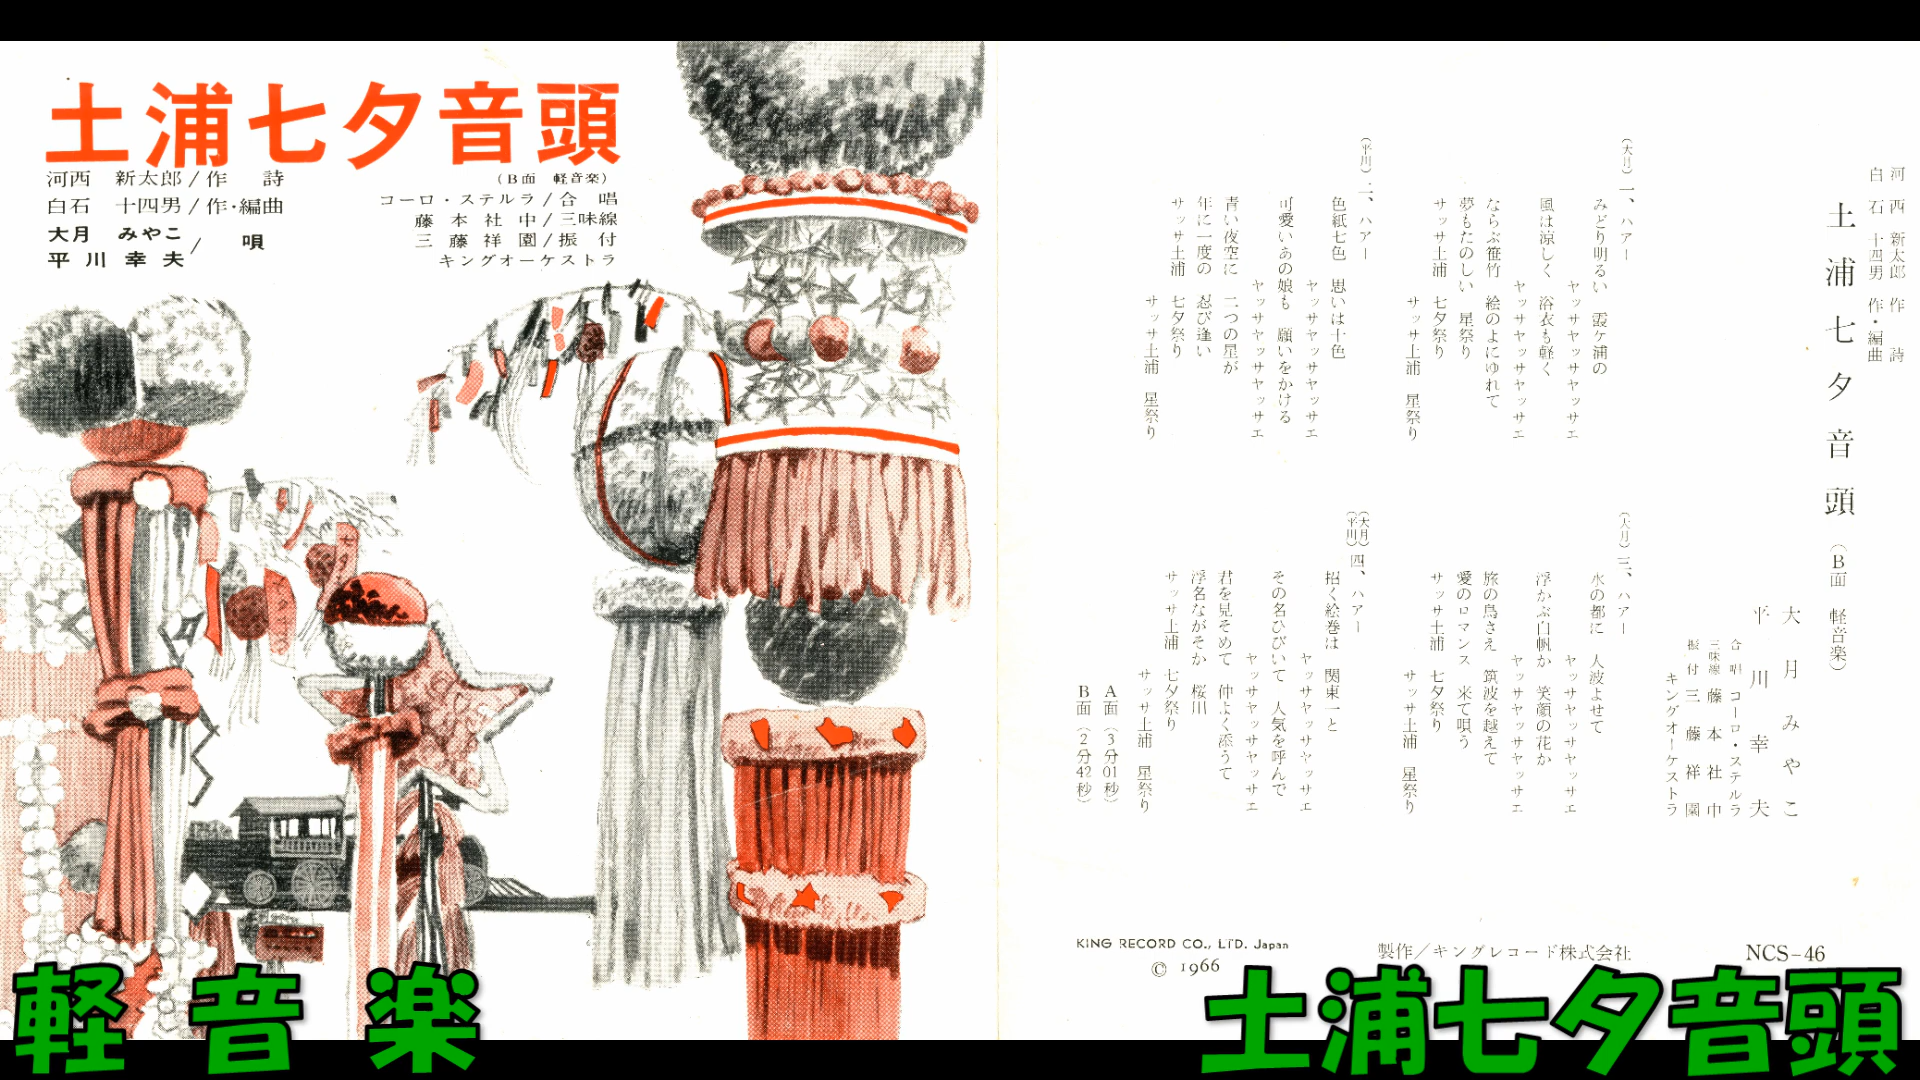 土浦七夕音頭
河西 新太郎/作 詩
白石 十四男/作・編曲
大月 みやこ
平川幸夫
/ 唄
(B面 軽音楽)
コーロ・ステルラ/合 唱
藤本社中/三味線
三藤祥園/振 付
キングオーケストラ
河西 新太郎 作 詩
白石 十四男 作・編曲
土浦七夕音頭 (B面 軽音楽)
大月みやこ
平川幸夫
合 唱 コーロ・ステルラ
三味線 藤本社中
振 付 三藤祥園
キングオーケストラ
(大月) 一、ハアー
みどり明るい 霞ケ浦の
ヤッサヤッサヤッサエ
風は涼しく 浴衣も軽く
ヤッサヤッサヤッサエ
ならぶ笹竹 絵のよにゆれて
夢もたのしい 星祭り
サッサ土浦 七夕祭り
サッサ土浦 星祭り
(平川) 二、ハアー
色紙七色 思いは十色
ヤッサヤッサヤッサエ
可愛いあの娘も 願いをかける
ヤッサヤッサヤッサエ
青い夜空に 二つの星が
年に一度の 忍び逢い
サッサ土浦 七夕祭り
サッサ土浦 星祭り
(大月) 三、ハアー
水の都に 人波よせて
ヤッサヤッサヤッサエ
浮かぶ白帆か 笑顔の花か
ヤッサヤッサヤッサエ
旅の鳥さえ 筑波を越えて
愛のロマンス 来て唄う
サッサ土浦 七夕祭り
サッサ土浦 星祭り
(大月)
(平川) 四、ハアー
招く絵巻は 関東一と
ヤッサヤッサヤッサエ
その名ひびいて 人気を呼んで
ヤッサヤッサヤッサエ
君を見そめて 仲よく添うて
浮名ながそか 桜川
サッサ土浦 七夕祭り
サッサ土浦 星祭り
A面(3分01秒)
B面(2分42秒)
KING RECORD CO., LTD. Japan
© 1966
製作/キングレコード株式会社
NCS-46
軽音楽
土浦七夕音頭